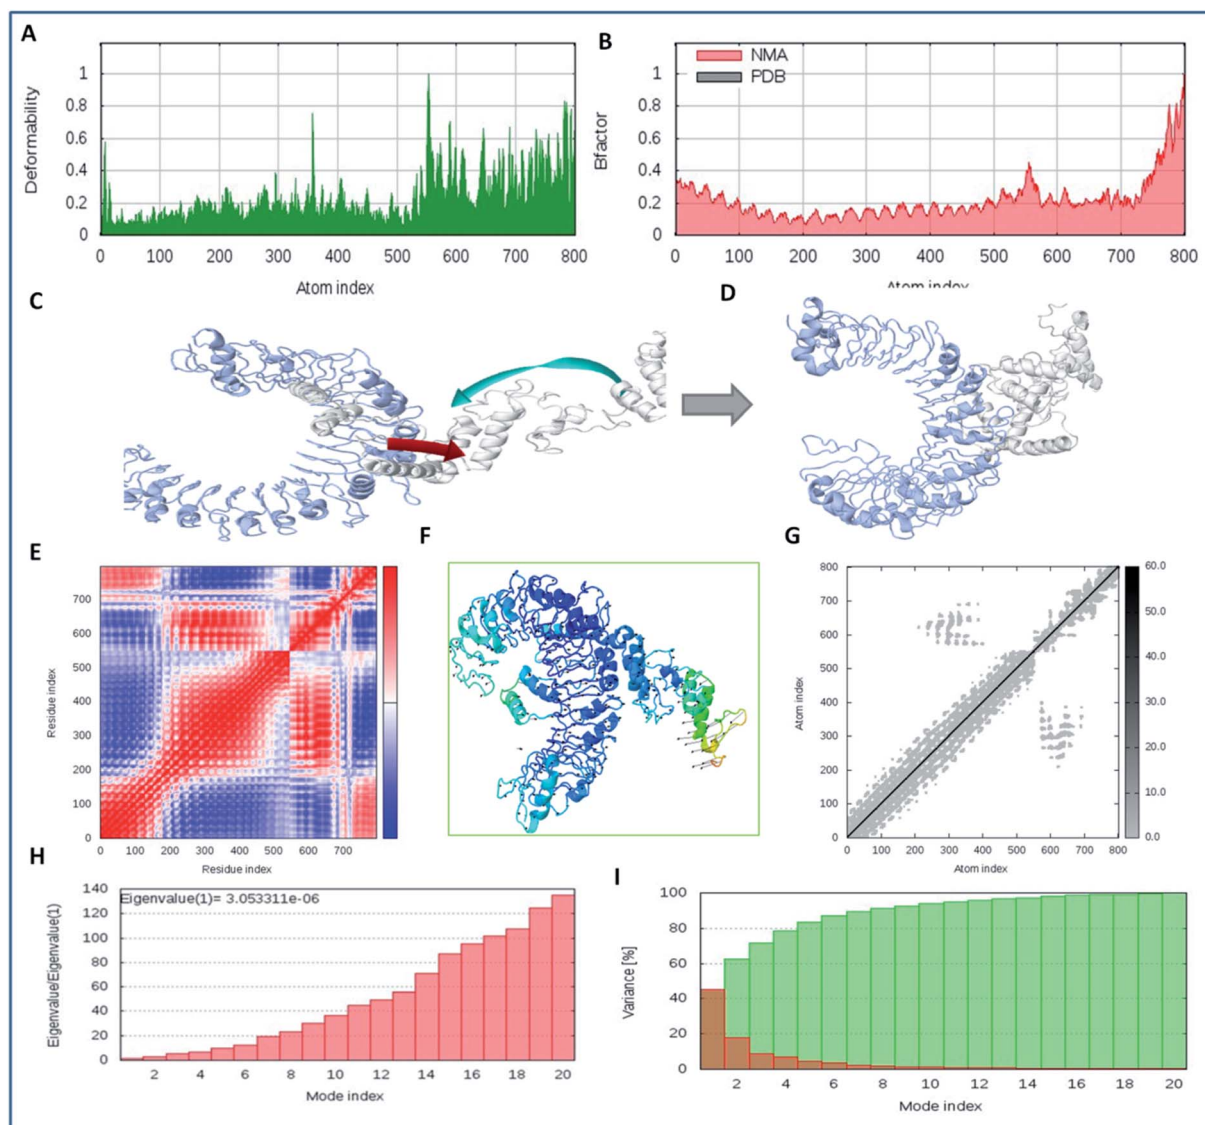 A
Deformability
1
0.8
0.6
0.4
0.2
0
0 100 200 300 400 500 600 700 800
Atom index
B
NMA
PDB
Bfactor
1
0.8
0.6
0.4
0.2
0
0 100 200 300 400 500 600 700 800
Atom index
C
D
E
Residue index
700
600
500
400
300
200
100
0
0 100 200 300 400 500 600 700
Residue index
F
G
Atom index
800
700
600
500
400
300
200
100
0
0 100 200 300 400 500 600 700 800
Atom index
60.0
50.0
40.0
30.0
20.0
10.0
0.0
H
Eigenvalue/Eigenvalue(1)
Eigenvalue(1)= 3.053311e-06
140
120
100
80
60
40
20
0
2 4 6 8 10 12 14 16 18 20
Mode index
I
Variance [%]
100
80
60
40
20
0
2 4 6 8 10 12 14 16 18 20
Mode index